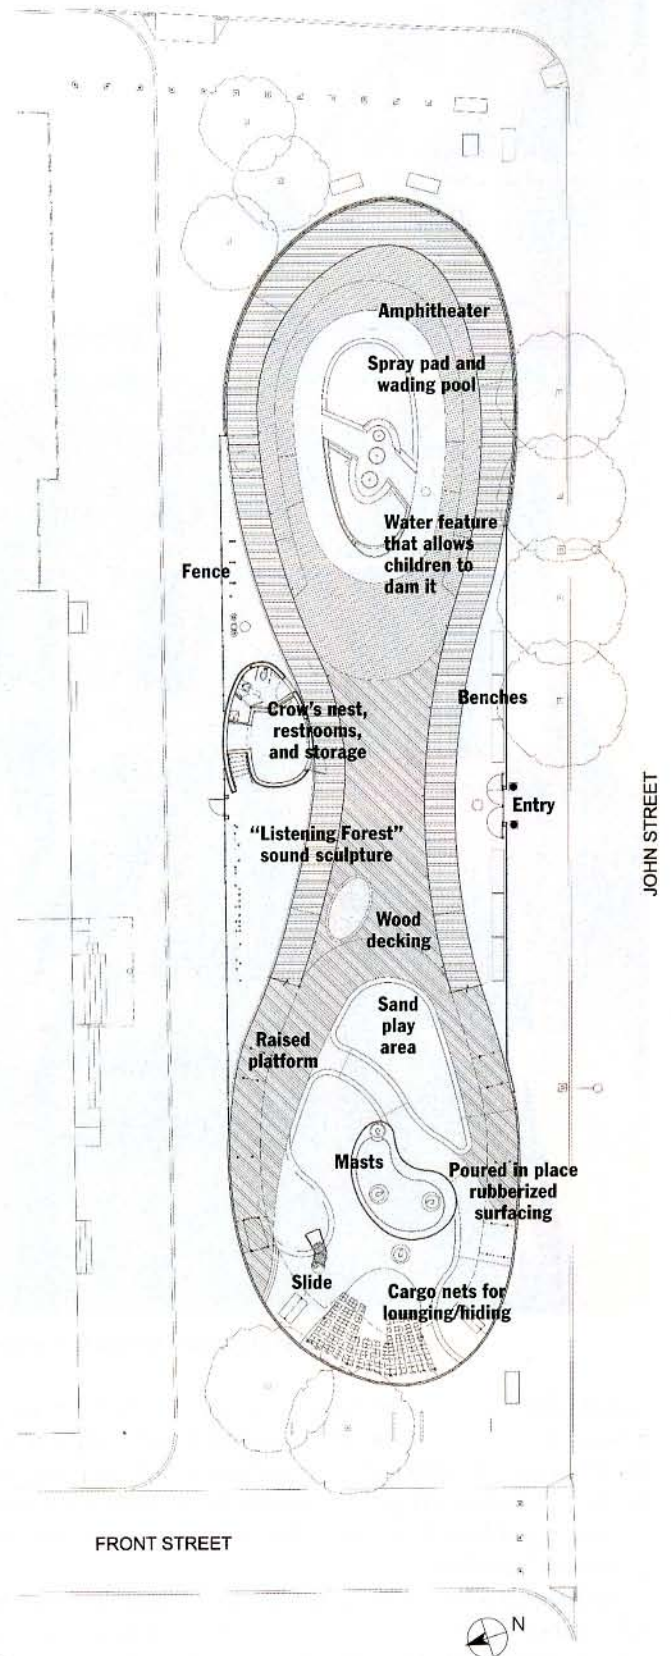 Amphitheater
Spray pad and
wading pool
Water feature
that allows
children to
dam it
Fence
Benches
Crow's nest,
restrooms,
and storage
Entry
JOHN STREET
"Listening Forest"
sound sculpture
Wood
decking
Sand
play
area
Raised
platform
Masts
Poured in place
rubberized
surfacing
Slide
Cargo nets for
lounging/hiding
FRONT STREET
N